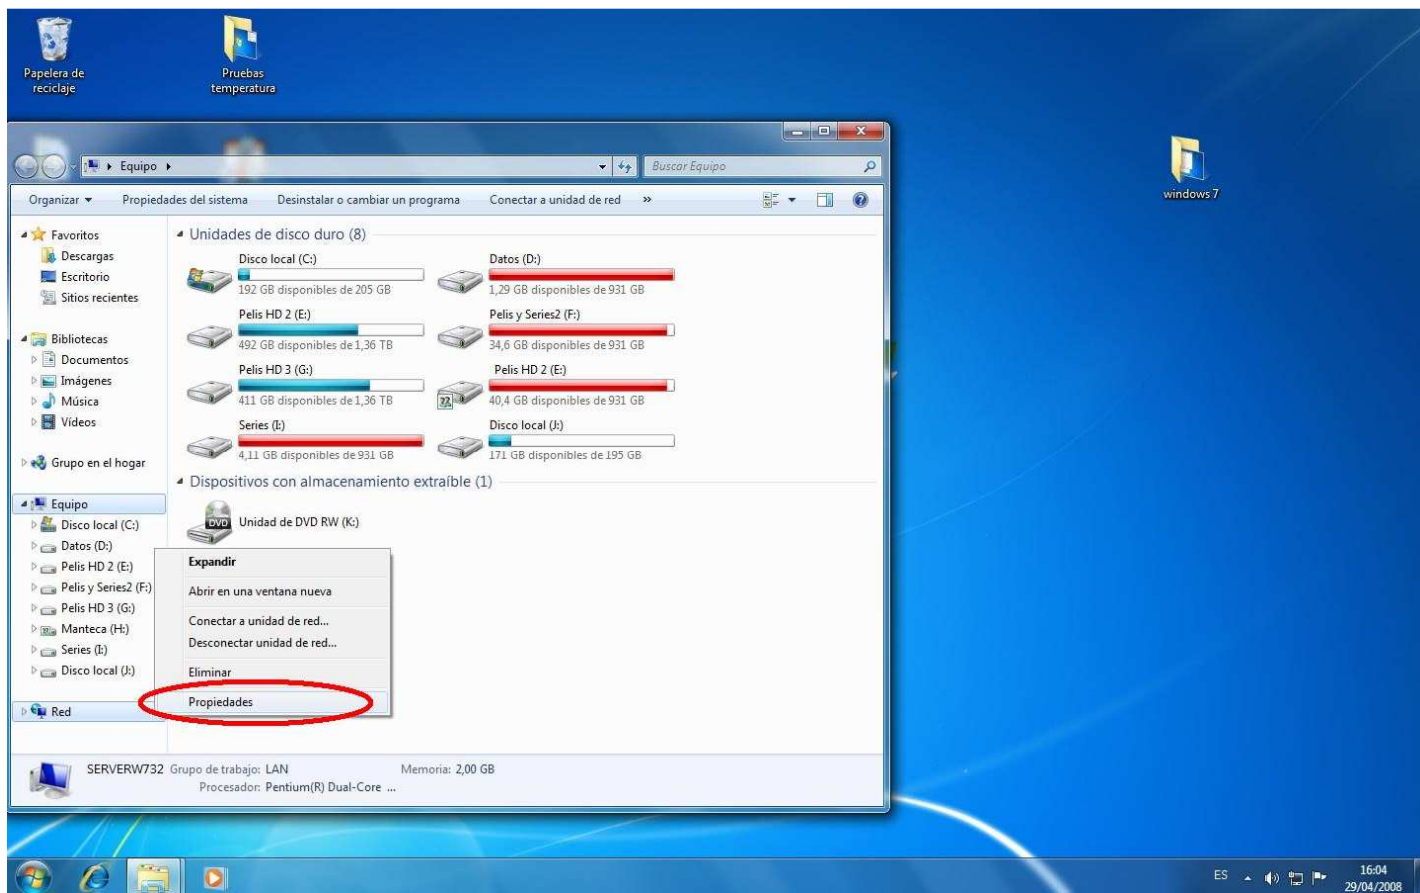 Papelera de
reciclaje
Pruebas
temperatura
windows 7
Equipo
Buscar Equipo
Organizar
Propiedades del sistema
Desinstalar o cambiar un programa
Conectar a unidad de red
»
Favoritos
Descargas
Escritorio
Sitios recientes
Bibliotecas
Documentos
Imágenes
Música
Vídeos
Grupo en el hogar
Equipo
Disco local (C:)
Datos (D:)
Pelis HD 2 (E:)
Pelis y Series2 (F:)
Pelis HD 3 (G:)
Manteca (H:)
Series (I:)
Disco local (J:)
Red
Unidades de disco duro (8)
Disco local (C:)
192 GB disponibles de 205 GB
Datos (D:)
1,29 GB disponibles de 931 GB
Pelis HD 2 (E:)
492 GB disponibles de 1,36 TB
Pelis y Series2 (F:)
34,6 GB disponibles de 931 GB
Pelis HD 3 (G:)
411 GB disponibles de 1,36 TB
Pelis HD 2 (E:)
40,4 GB disponibles de 931 GB
Series (I:)
4,11 GB disponibles de 931 GB
Disco local (J:)
171 GB disponibles de 195 GB
Dispositivos con almacenamiento extraíble (1)
DVD
Unidad de DVD RW (K:)
Expandir
Abrir en una ventana nueva
Conectar a unidad de red...
Desconectar unidad de red...
Eliminar
Propiedades
SERVERW732 Grupo de trabajo: LAN Memoria: 2,00 GB
Procesador: Pentium(R) Dual-Core ...
ES
16:04
29/04/2008